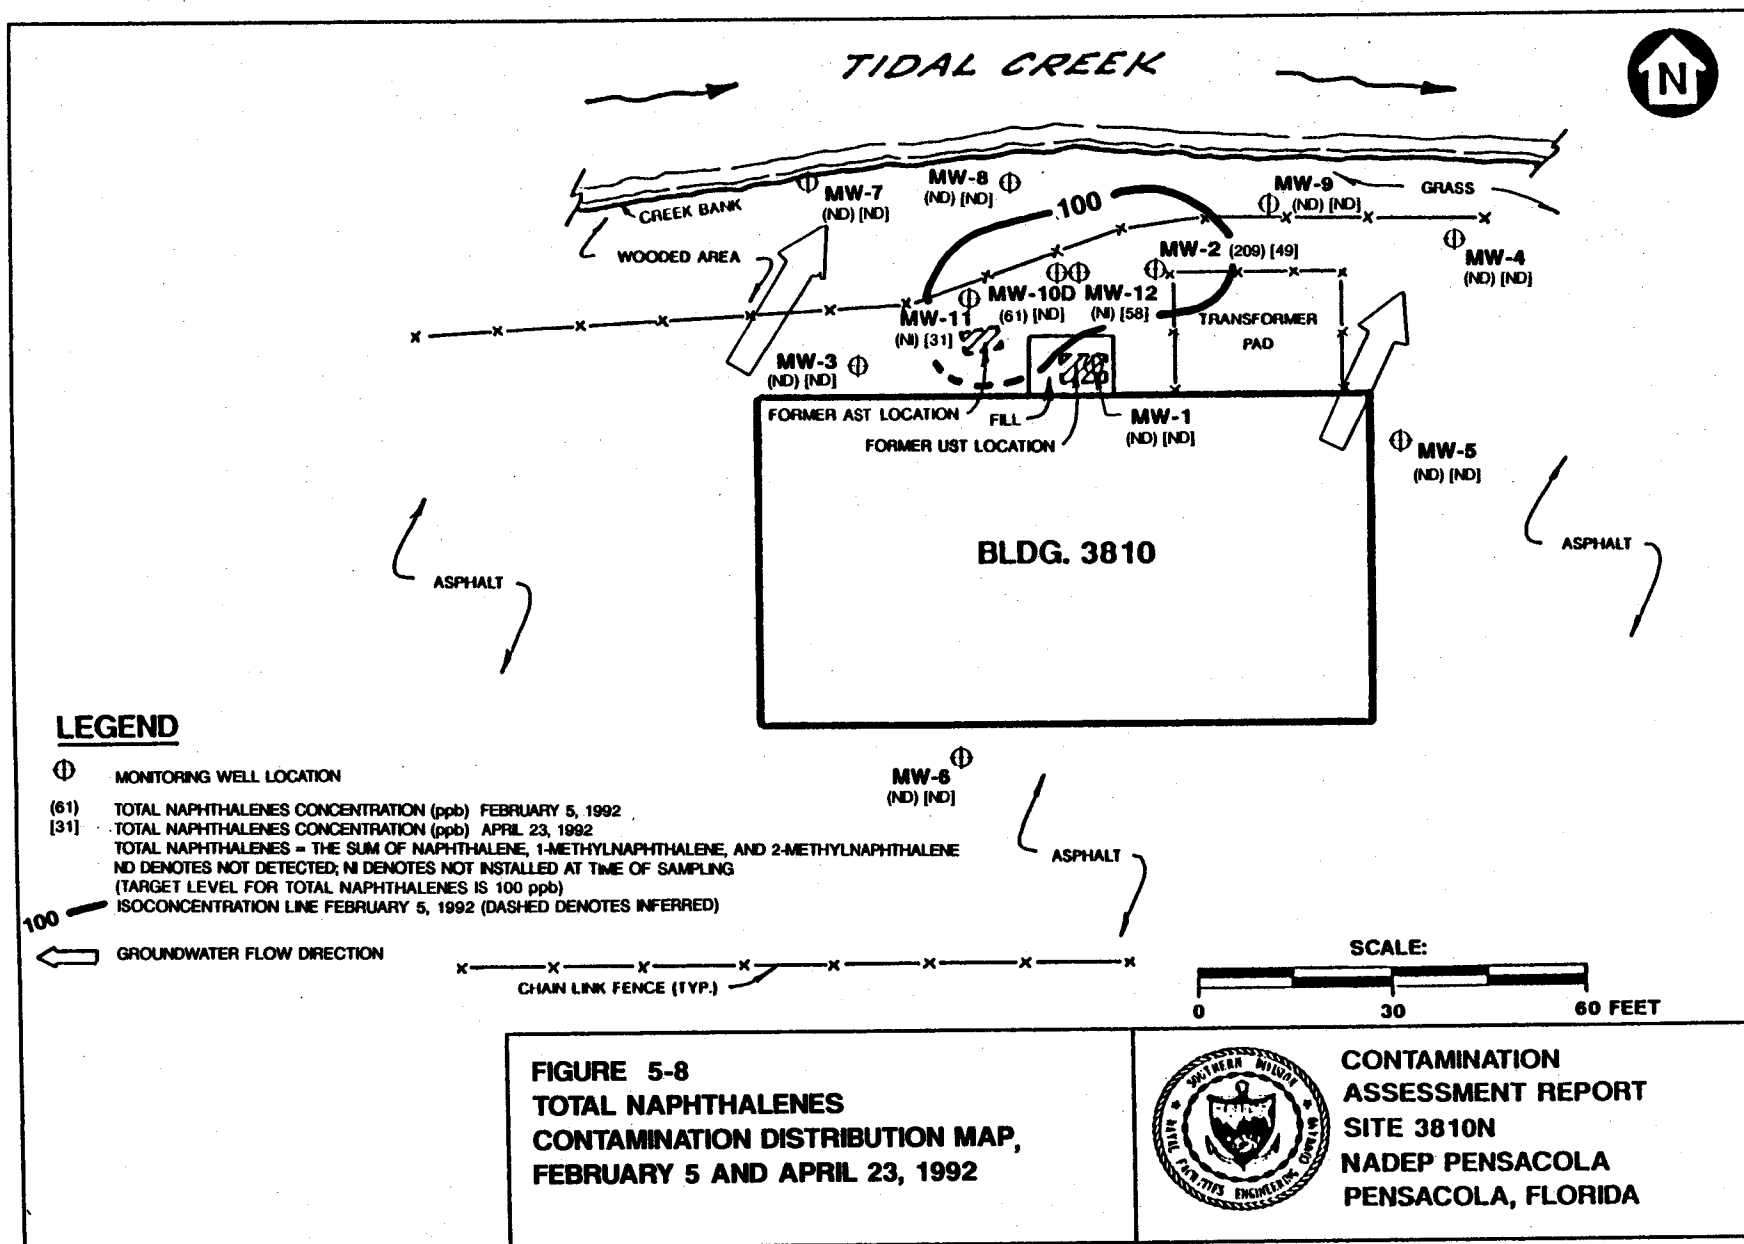 TIDAL CREEK
N
MW-7
(ND) [ND]
MW-8
(ND) [ND]
100
MW-9
(ND) [ND]
GRASS
CREEK BANK
WOODED AREA
MW-2 (209) [49]
MW-4
(ND) [ND]
MW-10D
(61) [ND]
MW-12
(NI) [58]
MW-11
(NI) [31]
TRANSFORMER
PAD
MW-3
(ND) [ND]
FORMER AST LOCATION
FILL
FORMER UST LOCATION
MW-1
(ND) [ND]
MW-5
(ND) [ND]
BLDG. 3810
ASPHALT
ASPHALT
MW-6
(ND) [ND]
ASPHALT
LEGEND
MONITORING WELL LOCATION
(61) TOTAL NAPHTHALENES CONCENTRATION (ppb) FEBRUARY 5, 1992
[31] TOTAL NAPHTHALENES CONCENTRATION (ppb) APRIL 23, 1992
TOTAL NAPHTHALENES = THE SUM OF NAPHTHALENE, 1-METHYLNAPHTHALENE, AND 2-METHYLNAPHTHALENE
ND DENOTES NOT DETECTED; NI DENOTES NOT INSTALLED AT TIME OF SAMPLING
(TARGET LEVEL FOR TOTAL NAPHTHALENES IS 100 ppb)
100 ISOCONCENTRATION LINE FEBRUARY 5, 1992 (DASHED DENOTES INFERRED)
GROUNDWATER FLOW DIRECTION
CHAIN LINK FENCE (TYP.)
SCALE:
0 30 60 FEET
FIGURE 5-8
TOTAL NAPHTHALENES
CONTAMINATION DISTRIBUTION MAP,
FEBRUARY 5 AND APRIL 23, 1992
SOUTHERN DIVISION
NAVAL FACILITIES ENGINEERING COMMAND
CONTAMINATION
ASSESSMENT REPORT
SITE 3810N
NADEP PENSACOLA
PENSACOLA, FLORIDA